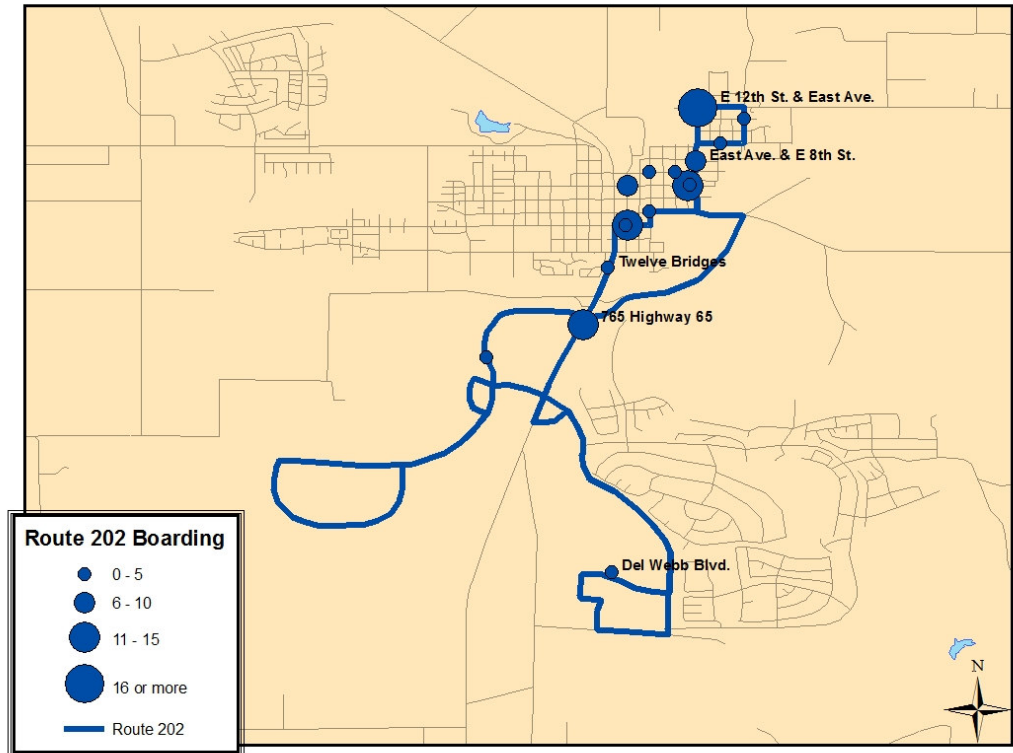 E 12th St. & East Ave.
East Ave. & E 8th St.
Twelve Bridges
765 Highway 65
Del Webb Blvd.
Route 202 Boarding
0 - 5
6 - 10
11 - 15
16 or more
Route 202
N